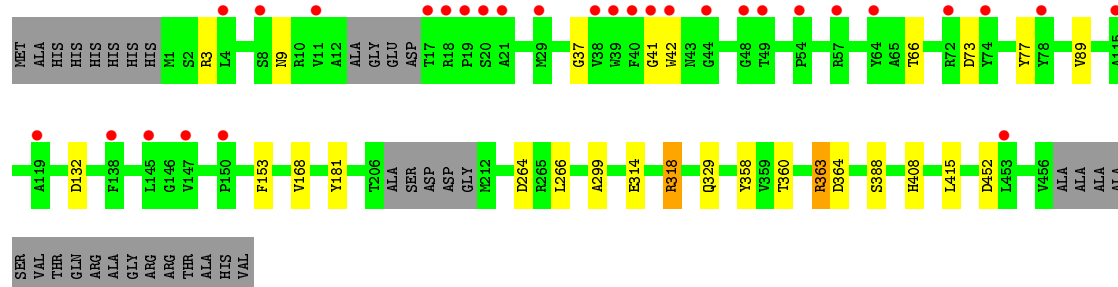 MET ALA HIS HIS HIS HIS HIS HIS M1 S2 R3 L4 S8 N9 R10 V11 A12 ALA GLY GLU ASP T17 R18 P19 S20 A21 M29 G37 V38 W39 F40 G41 W42 N43 G44 G48 T49 P54 R57 Y64 A65 T66 R72 D73 Y74 Y77 Y78 V89 A115
A119 D132 F138 L145 G146 V147 P150 F153 V168 Y181 T206 ALA SER ASP ASP GLY M212 D264 R265 L266 A299 E314 R318 Q329 Y358 V359 T360 R363 D364 S388 H408 L415 D452 L453 V456 ALA ALA ALA ALA
SER VAL THR GLN ARG ALA GLY ARG ARG THR ALA HIS VAL